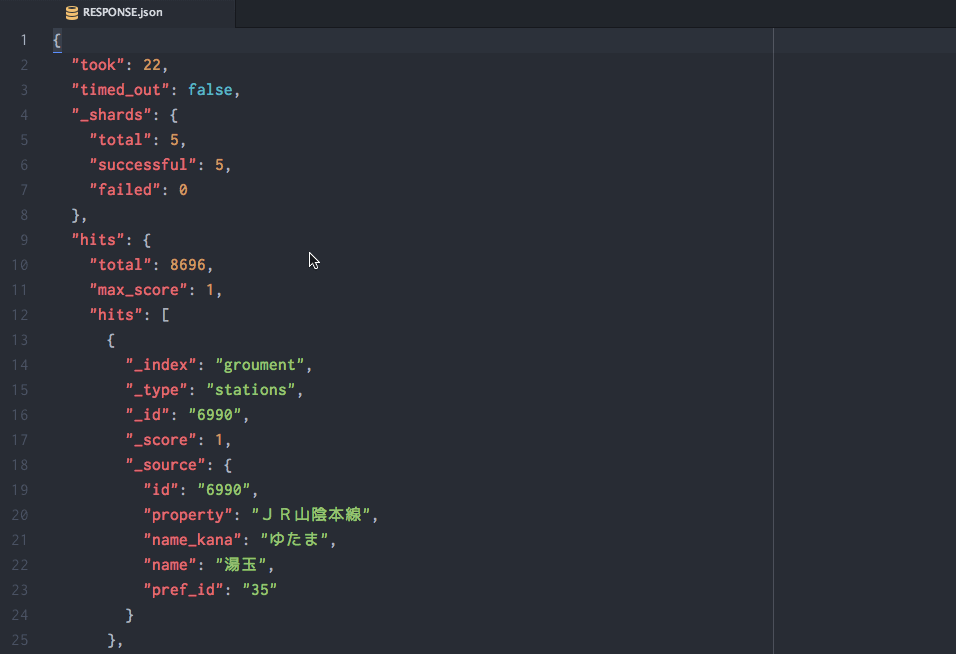 RESPONSE.json
1 {
2 "took": 22,
3 "timed_out": false,
4 "_shards": {
5 "total": 5,
6 "successful": 5,
7 "failed": 0
8 },
9 "hits": {
10 "total": 8696,
11 "max_score": 1,
12 "hits": [
13 {
14 "_index": "groument",
15 "_type": "stations",
16 "_id": "6990",
17 "_score": 1,
18 "_source": {
19 "id": "6990",
20 "property": "ＪＲ山陰本線",
21 "name_kana": "ゆたま",
22 "name": "湯玉",
23 "pref_id": "35"
24 }
25 },